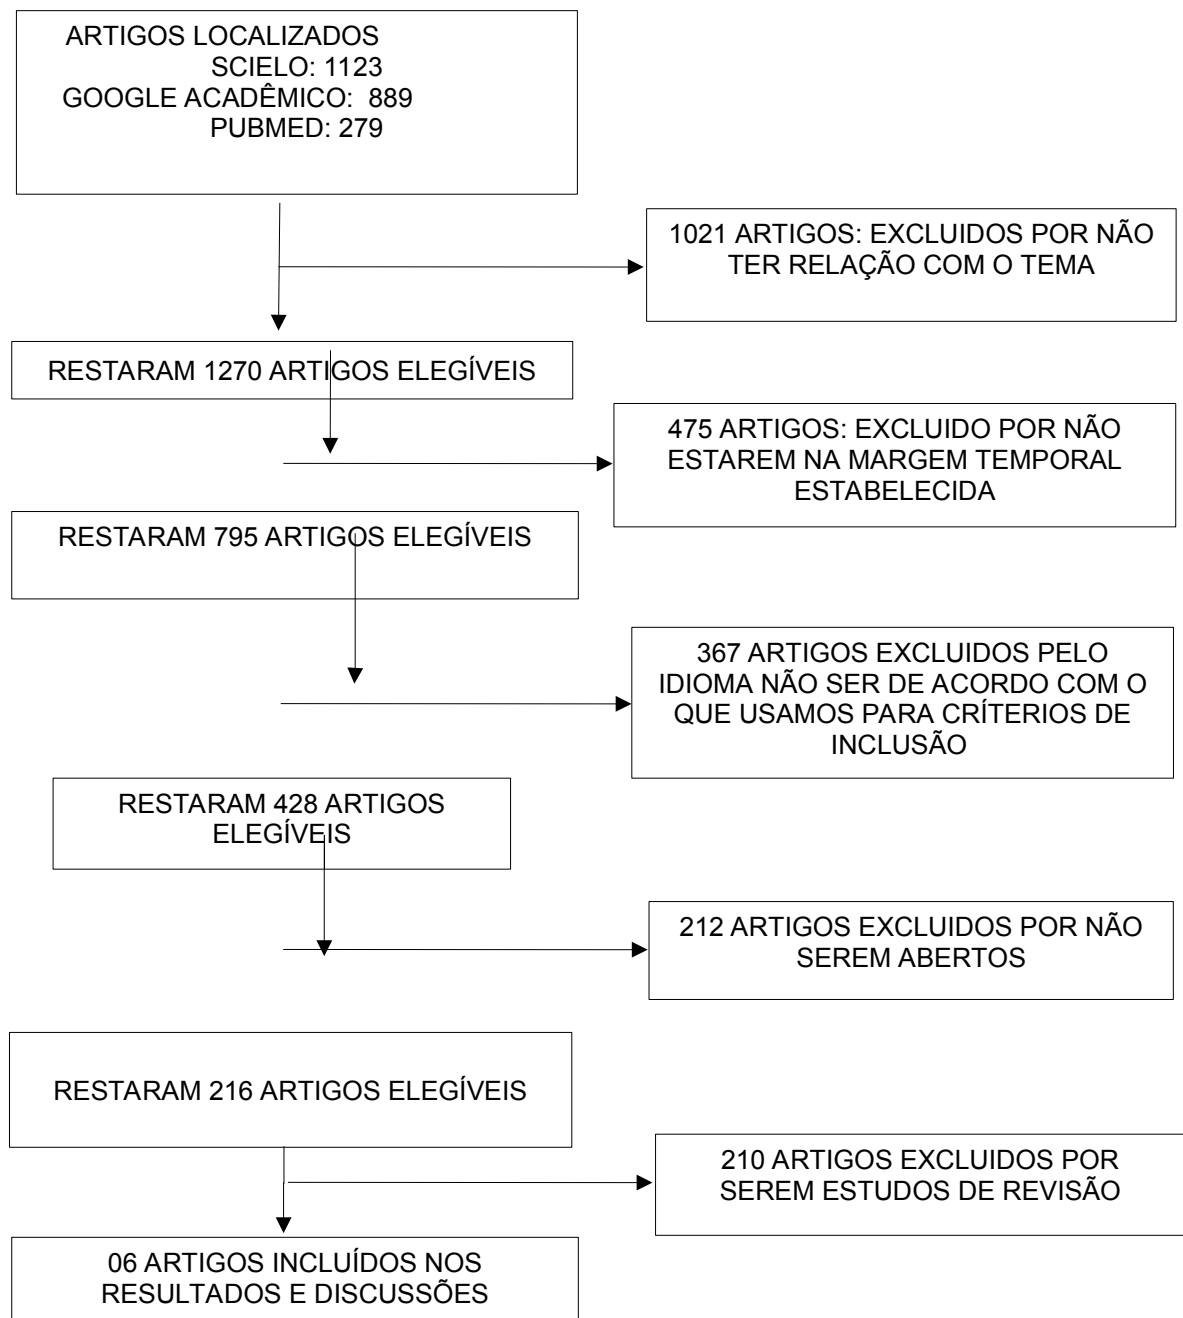 ARTIGOS LOCALIZADOS
SCIELO: 1123
GOOGLE ACADÊMICO: 889
PUBMED: 279
1021 ARTIGOS: EXCLUIDOS POR NÃO
TER RELAÇÃO COM O TEMA
RESTARAM 1270 ARTIGOS ELEGÍVEIS
475 ARTIGOS: EXCLUIDO POR NÃO
ESTAREM NA MARGEM TEMPORAL
ESTABELECIDA
RESTARAM 795 ARTIGOS ELEGÍVEIS
367 ARTIGOS EXCLUIDOS PELO
IDIOMA NÃO SER DE ACORDO COM O
QUE USAMOS PARA CRÍTERIOS DE
INCLUSÃO
RESTARAM 428 ARTIGOS
ELEGÍVEIS
212 ARTIGOS EXCLUIDOS POR NÃO
SEREM ABERTOS
RESTARAM 216 ARTIGOS ELEGÍVEIS
210 ARTIGOS EXCLUIDOS POR
SEREM ESTUDOS DE REVISÃO
06 ARTIGOS INCLUÍDOS NOS
RESULTADOS E DISCUSSÕES